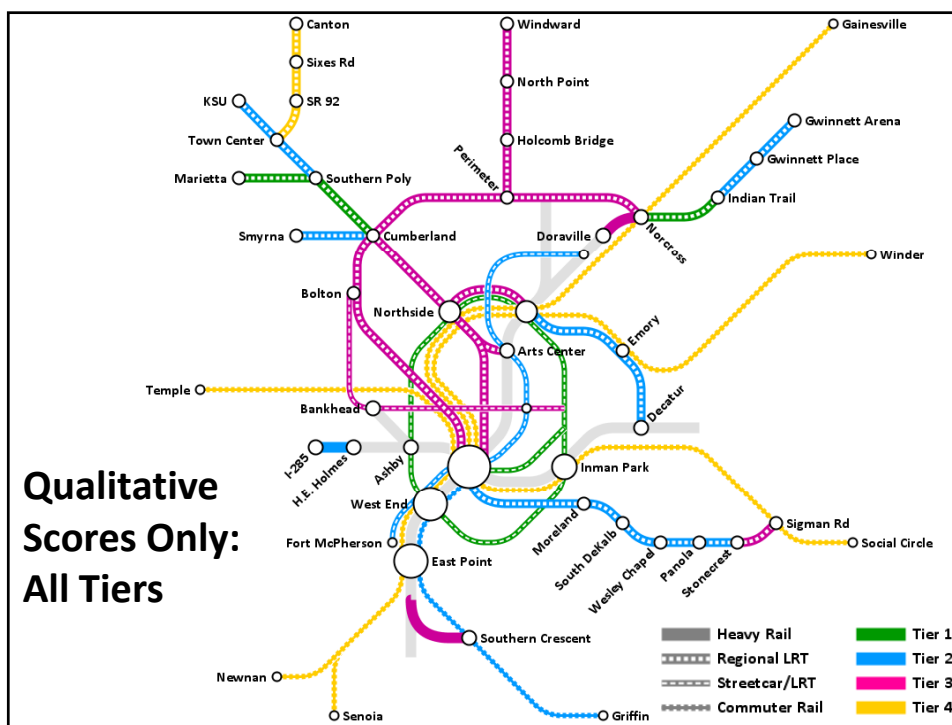 Canton
Windward
Gainesville
Sixes Rd
North Point
KSU
SR 92
Gwinnett Arena
Town Center
Holcomb Bridge
Gwinnett Place
Perimeter
Marietta
Southern Poly
Indian Trail
Smyrna
Cumberland
Doraville
Norcross
Winder
Bolton
Northside
Emory
Arts Center
Temple
Bankhead
Decatur
I-285
H.E. Holmes
Ashby
Inman Park
Qualitative
Scores Only:
All Tiers
West End
Moreland
Sigman Rd
Fort McPherson
South DeKalb
Wesley Chapel
Panola
Stonecrest
Social Circle
East Point
Southern Crescent
Newnan
Senoia
Griffin
Heavy Rail
Tier 1
Regional LRT
Tier 2
Streetcar/LRT
Tier 3
Commuter Rail
Tier 4